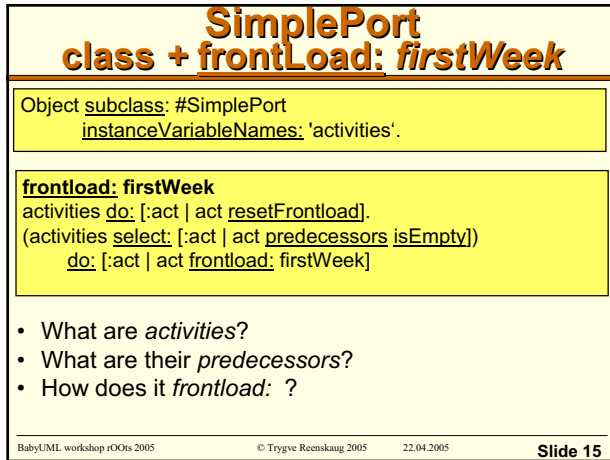 SimplePort
class + frontLoad: firstWeek
Object subclass: #SimplePort
instanceVariableNames: 'activities‘.
frontload: firstWeek
activities do: [:act | act resetFrontload].
(activities select: [:act | act predecessors isEmpty])
do: [:act | act frontload: firstWeek]
• What are activities?
• What are their predecessors?
• How does it frontload: ?
BabyUML workshop rOOts 2005 © Trygve Reenskaug 2005 22.04.2005 Slide 15